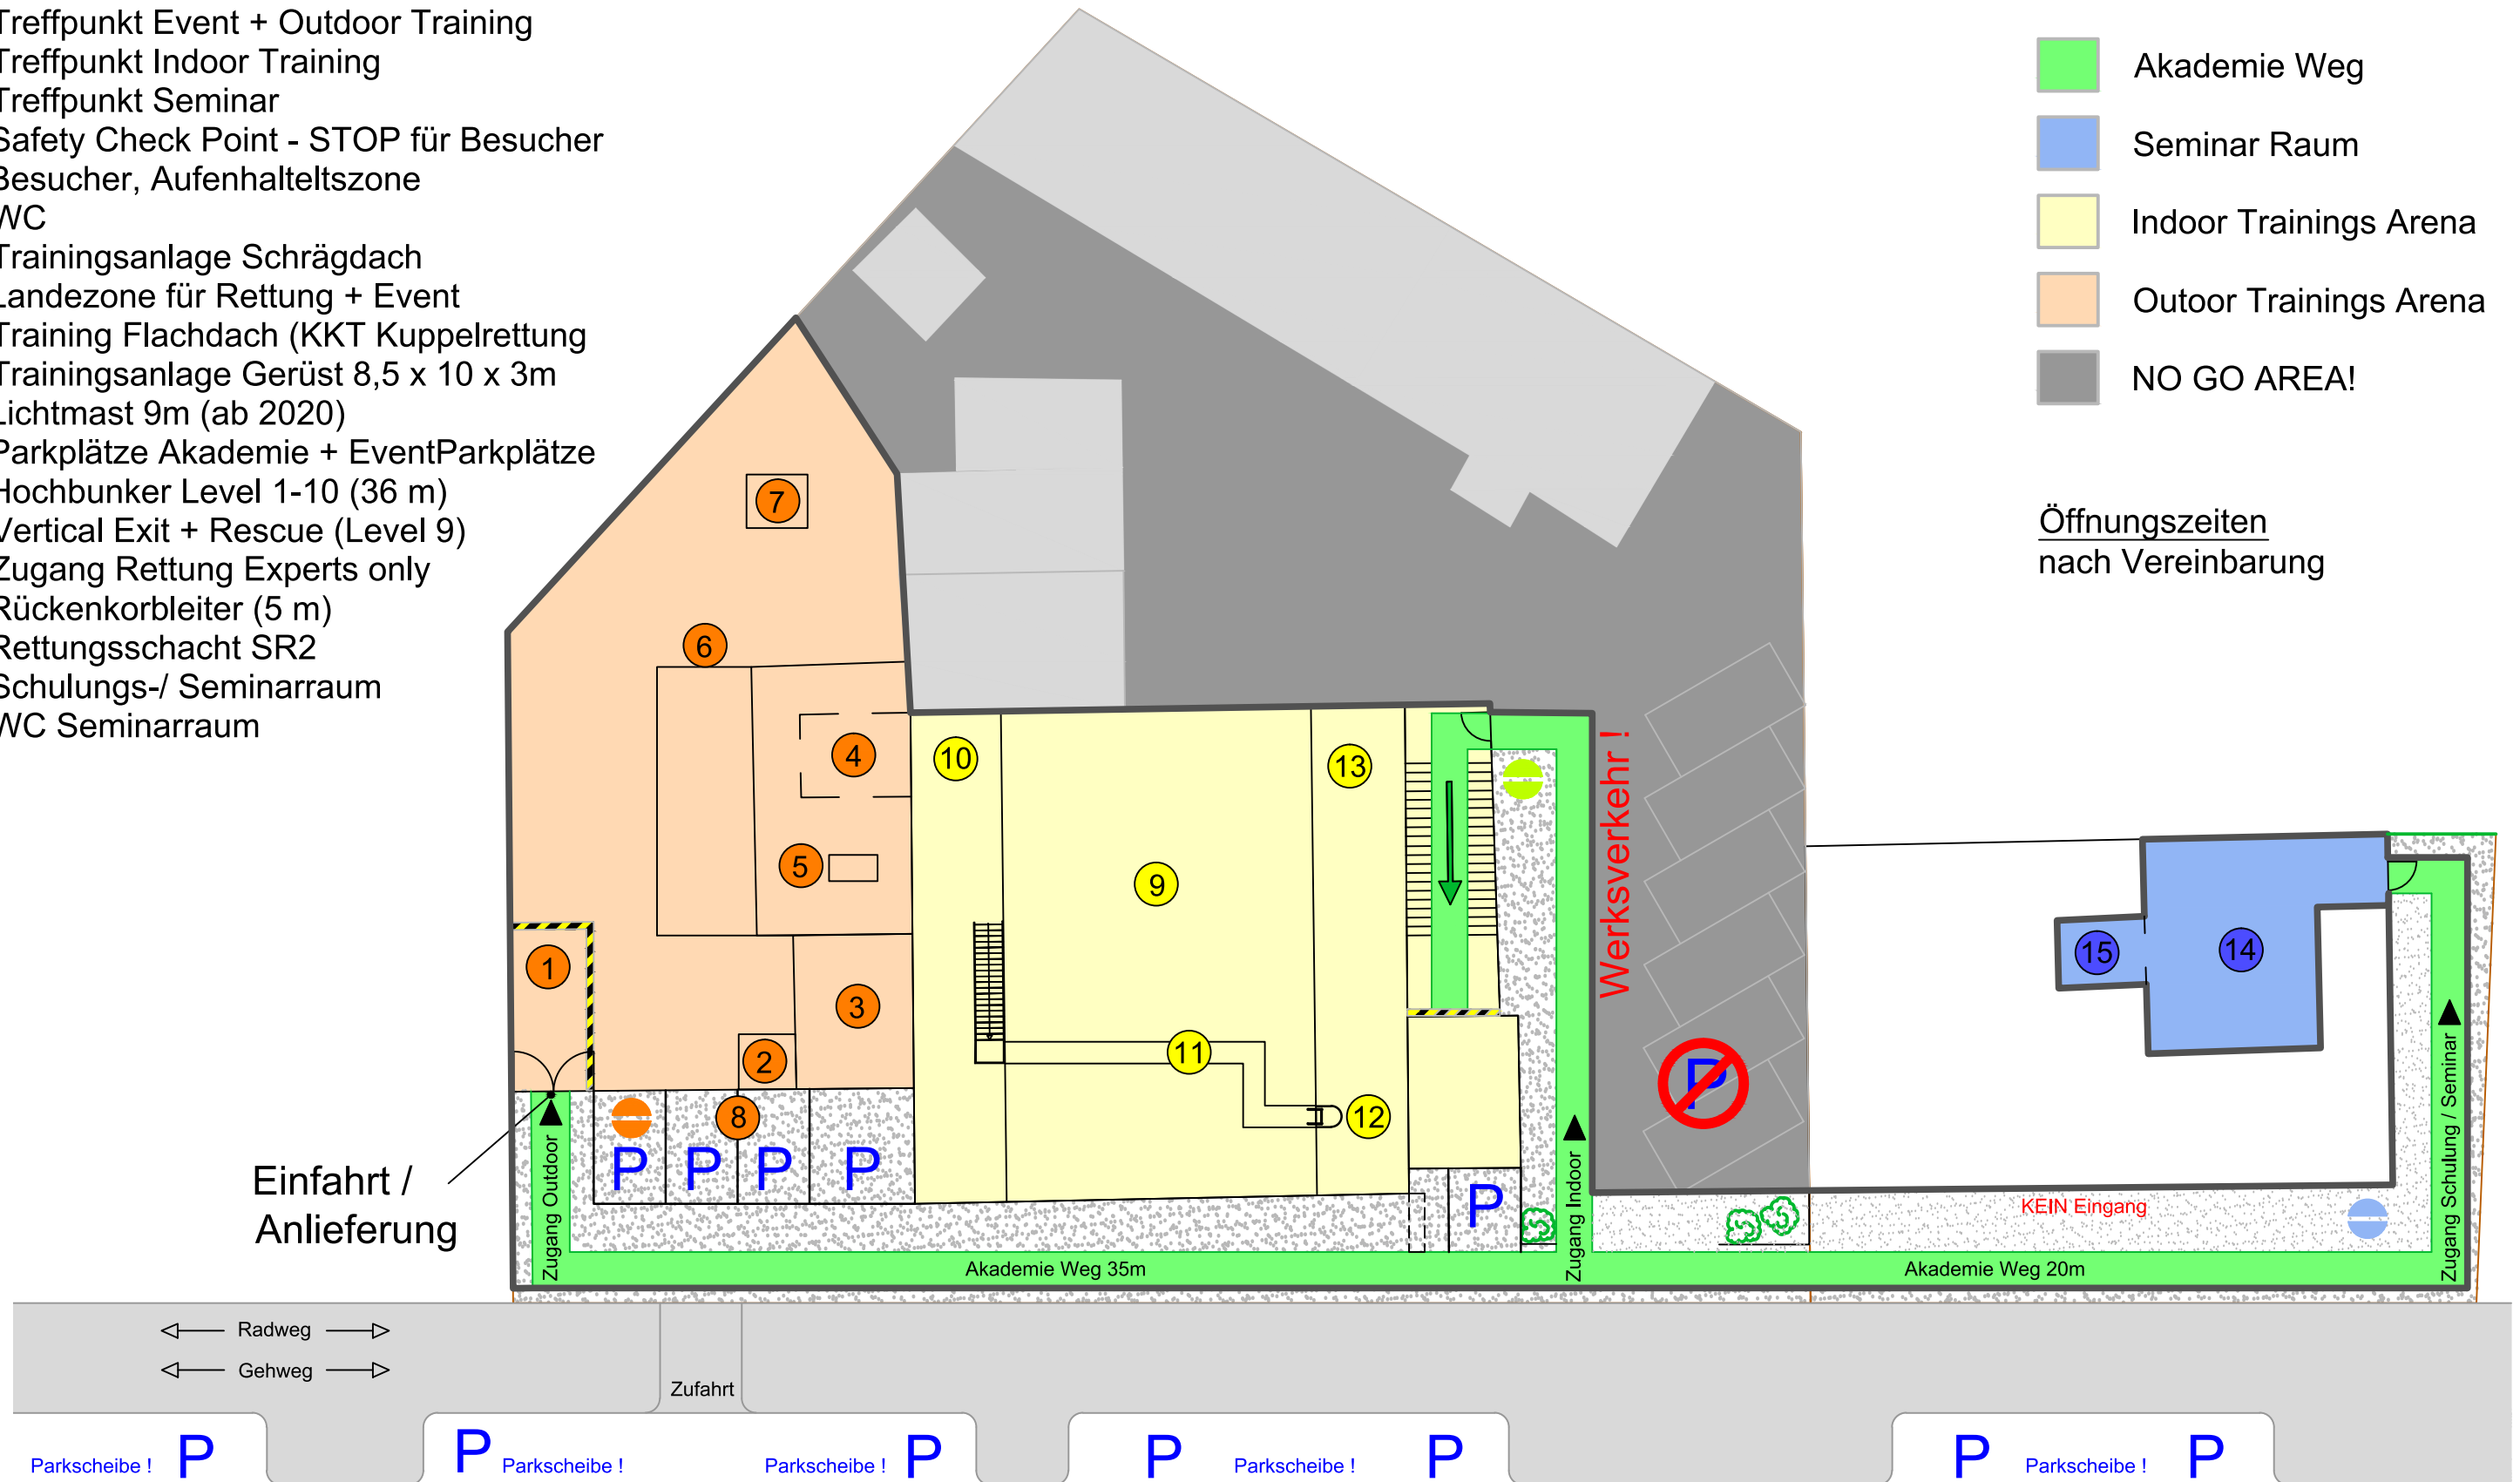 Treffpunkt Event + Outdoor Training
Treffpunkt Indoor Training
Treffpunkt Seminar
Safety Check Point - STOP für Besucher
Besucher, Aufenhalteltszone
WC
Trainingsanlage Schrägdach
Landezone für Rettung + Event
Training Flachdach (KKT Kuppelrettung
Trainingsanlage Gerüst 8,5 x 10 x 3m
Lichtmast 9m (ab 2020)
Parkplätze Akademie + EventParkplätze
Hochbunker Level 1-10 (36 m)
Vertical Exit + Rescue (Level 9)
Zugang Rettung Experts only
Rückenkorbleiter (5 m)
Rettungsschacht SR2
Schulungs-/ Seminarraum
WC Seminarraum
Akademie Weg
Seminar Raum
Indoor Trainings Arena
Outoor Trainings Arena
NO GO AREA!
Öffnungszeiten
nach Vereinbarung
7
6
4
10
13
5
9
1
3
2
11
12
8
15
14
Werksverkehr !
P
P
P
P
P
P
Einfahrt /
Anlieferung
Zugang Outdoor
Zugang Indoor
Zugang Schulung / Seminar
KEIN Eingang
Akademie Weg 35m
Akademie Weg 20m
Radweg
Gehweg
Zufahrt
Parkscheibe ! P
P Parkscheibe !
Parkscheibe ! P
P Parkscheibe ! P
P Parkscheibe ! P